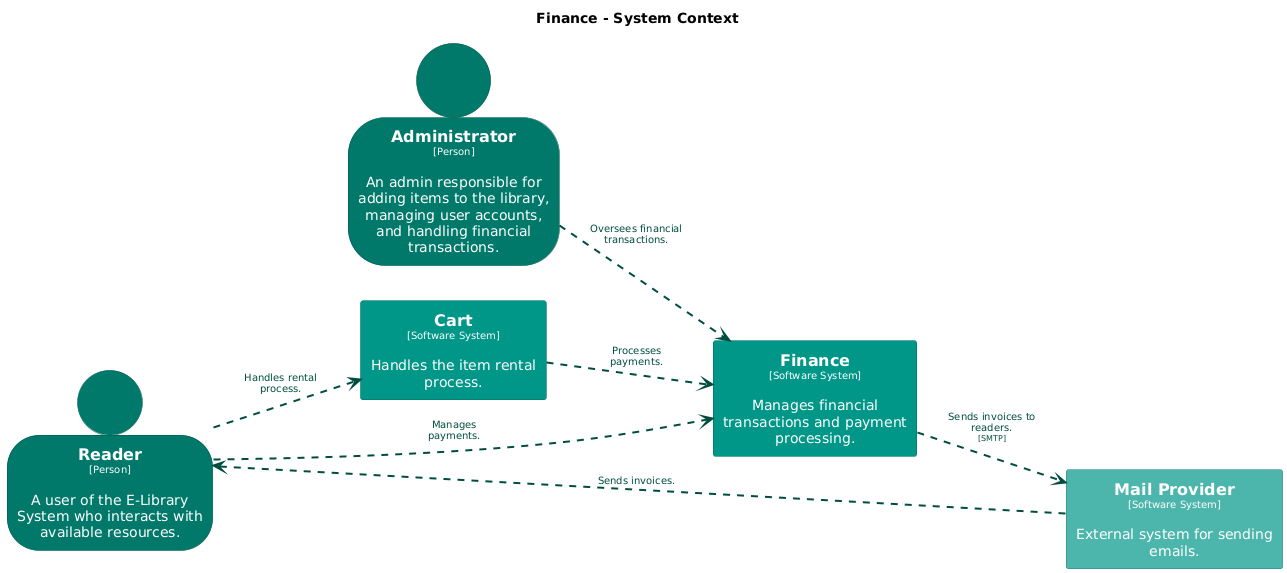 Finance - System Context
Administrator
[Person]
An admin responsible for
adding items to the library,
managing user accounts,
and handling financial
transactions.
Oversees financial
transactions.
Cart
[Software System]
Handles the item rental
process.
Processes
payments.
Finance
[Software System]
Manages financial
transactions and payment
processing.
Handles rental
process.
Manages
payments.
Reader
[Person]
A user of the E-Library
System who interacts with
available resources.
Sends invoices to
readers.
[SMTP]
Sends invoices.
Mail Provider
[Software System]
External system for sending
emails.